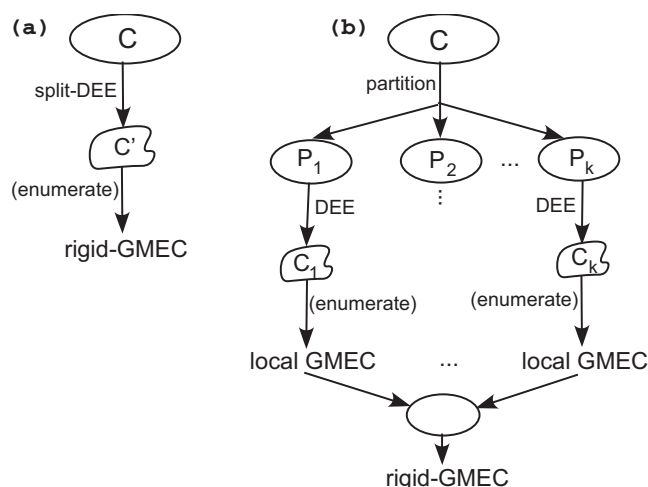 (a)
C
split-DEE
C'
(enumerate)
rigid-GMEC
(b)
C
partition
P1 P2 ... Pk
DEE DEE
C1 Ck
(enumerate) (enumerate)
local GMEC ... local GMEC
rigid-GMEC